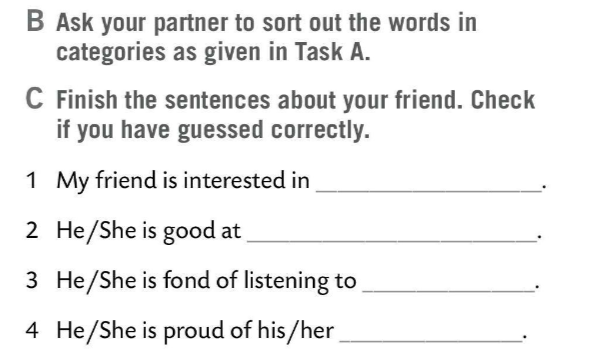 B Ask your partner to sort out the words in
categories as given in Task A.
C Finish the sentences about your friend. Check
if you have guessed correctly.
1 My friend is interested in ____________________.
2 He/She is good at __________________________.
3 He/She is fond of listening to _______________.
4 He/She is proud of his/her ________________.